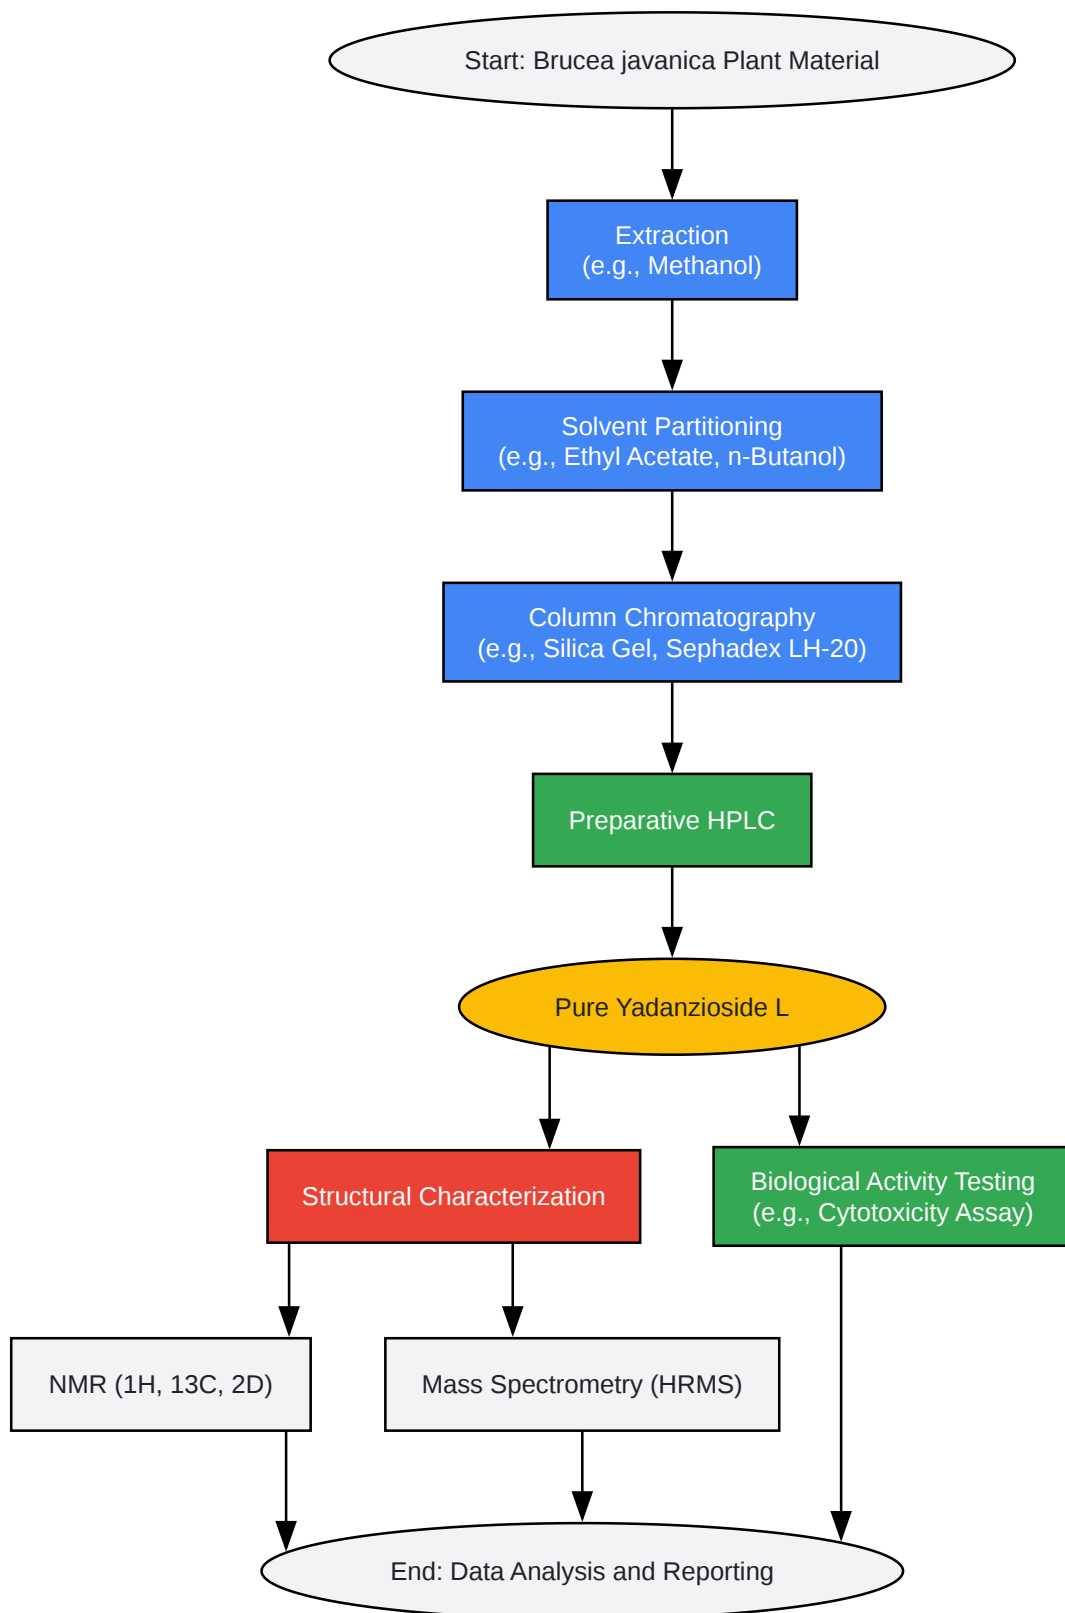 Start: Brucea javanica Plant Material
Extraction
(e.g., Methanol)
Solvent Partitioning
(e.g., Ethyl Acetate, n-Butanol)
Column Chromatography
(e.g., Silica Gel, Sephadex LH-20)
Preparative HPLC
Pure Yadanzioside L
Structural Characterization
Biological Activity Testing
(e.g., Cytotoxicity Assay)
NMR (1H, 13C, 2D)
Mass Spectrometry (HRMS)
End: Data Analysis and Reporting